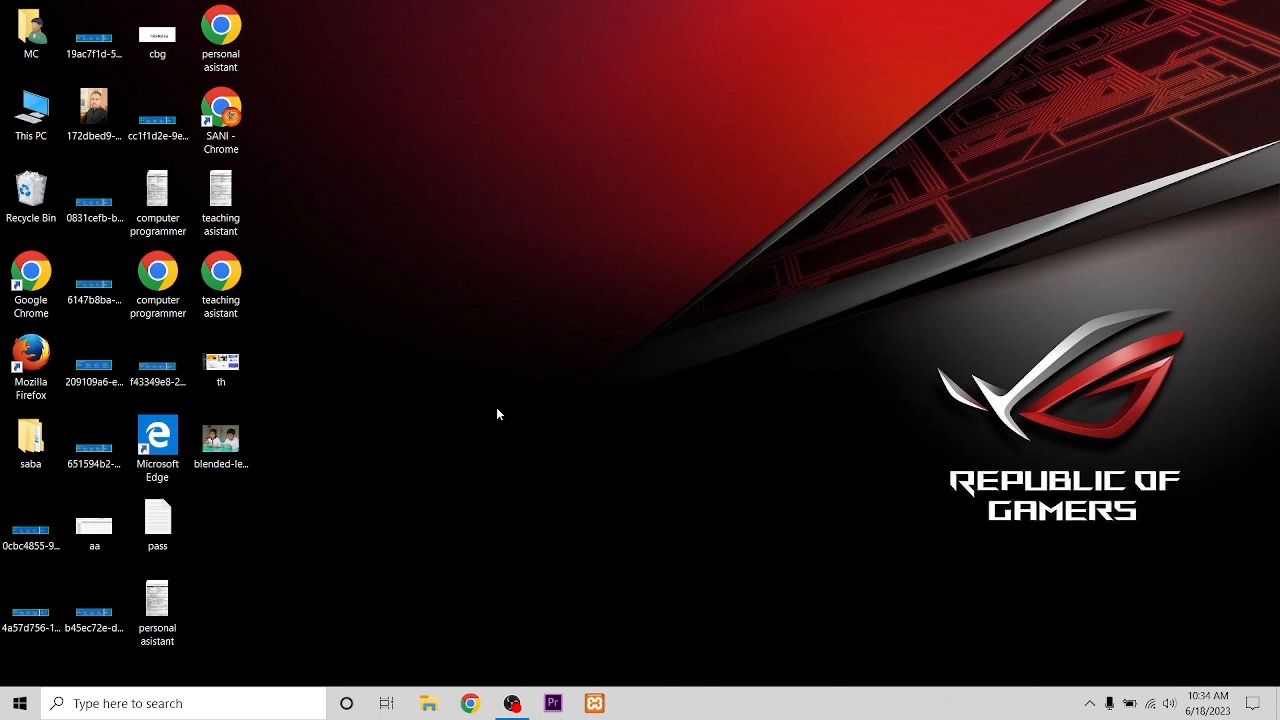 MC
19ac7f1d-5...
cbg
personal
asistant
This PC
172dbed9-...
cc1f1d2e-9e...
SANI -
Chrome
Recycle Bin
0831cefb-b...
computer
programmer
teaching
asistant
Google
Chrome
6147b8ba-...
computer
programmer
teaching
asistant
Mozilla
Firefox
209109a6-e...
f43349e8-2...
th
saba
651594b2-...
Microsoft
Edge
blended-le...
0cbc4855-9...
aa
pass
4a57d756-1...
b45ec72e-d...
personal
asistant
REPUBLIC OF
GAMERS
Type here to search
Pr
10:34 AM
6/18/2023